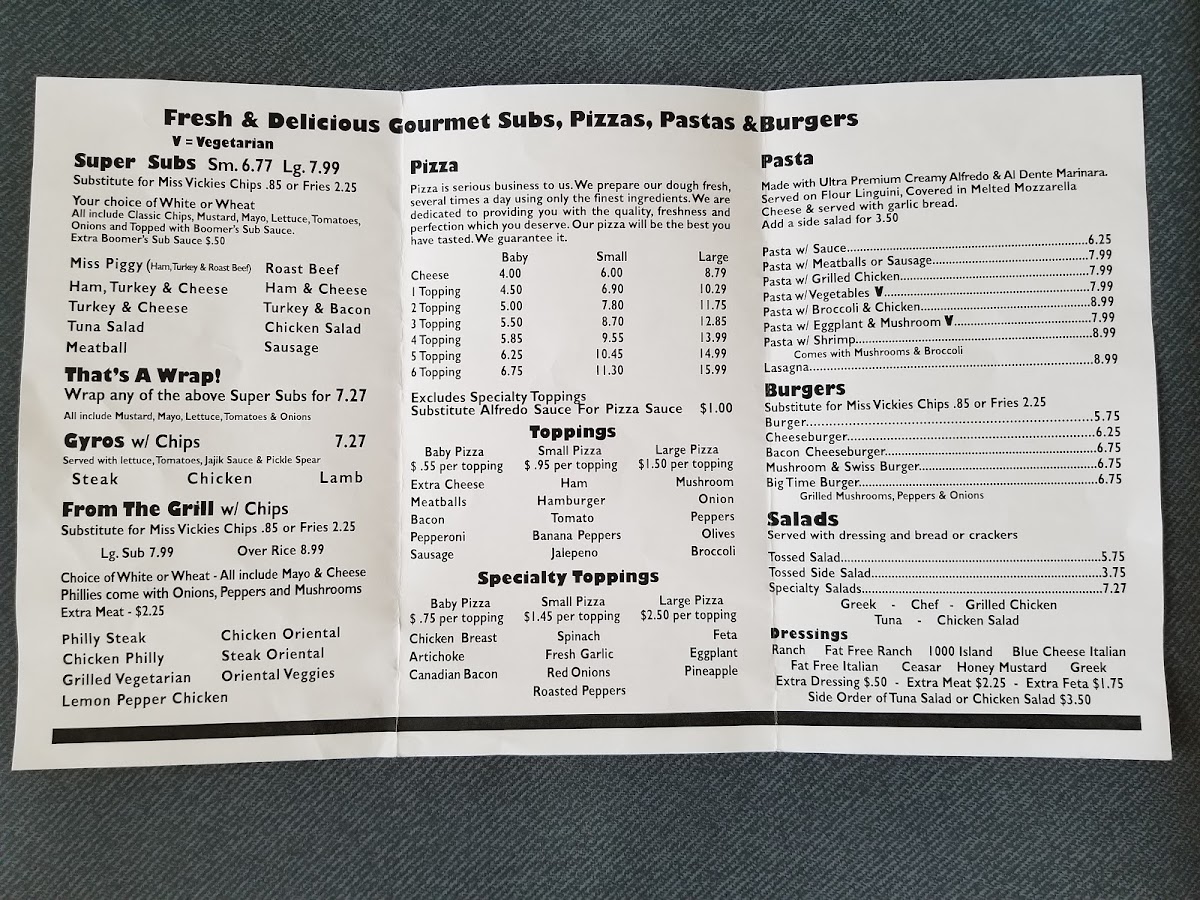 Fresh & Delicious Gourmet Subs, Pizzas, Pastas & Burgers
V = Vegetarian
Super Subs Sm. 6.77 Lg. 7.99
Substitute for Miss Vickies Chips .85 or Fries 2.25
Your choice of White or Wheat
All include Classic Chips, Mustard, Mayo, Lettuce, Tomatoes,
Onions and Topped with Boomer's Sub Sauce.
Extra Boomer's Sub Sauce $.50
Miss Piggy (Ham, Turkey & Roast Beef) Roast Beef
Ham, Turkey & Cheese Ham & Cheese
Turkey & Cheese Turkey & Bacon
Tuna Salad Chicken Salad
Meatball Sausage
That's A Wrap!
Wrap any of the above Super Subs for 7.27
All include Mustard, Mayo, Lettuce, Tomatoes & Onions
Gyros w/ Chips 7.27
Served with lettuce, Tomatoes, Jajik Sauce & Pickle Spear
Steak Chicken Lamb
From The Grill w/ Chips
Substitute for Miss Vickies Chips .85 or Fries 2.25
Lg. Sub 7.99 Over Rice 8.99
Choice of White or Wheat - All include Mayo & Cheese
Phillies come with Onions, Peppers and Mushrooms
Extra Meat - $2.25
Philly Steak Chicken Oriental
Chicken Philly Steak Oriental
Grilled Vegetarian Oriental Veggies
Lemon Pepper Chicken
Pizza
Pizza is serious business to us. We prepare our dough fresh,
several times a day using only the finest ingredients. We are
dedicated to providing you with the quality, freshness and
perfection which you deserve. Our pizza will be the best you
have tasted. We guarantee it.
Baby Small Large
Cheese 4.00 6.00 8.79
1 Topping 4.50 6.90 10.29
2 Topping 5.00 7.80 11.75
3 Topping 5.50 8.70 12.85
4 Topping 5.85 9.55 13.99
5 Topping 6.25 10.45 14.99
6 Topping 6.75 11.30 15.99
Excludes Specialty Toppings
Substitute Alfredo Sauce For Pizza Sauce $1.00
Toppings
Baby Pizza Small Pizza Large Pizza
$ .55 per topping $ .95 per topping $1.50 per topping
Extra Cheese Ham Mushroom
Meatballs Hamburger Onion
Bacon Tomato Peppers
Pepperoni Banana Peppers Olives
Sausage Jalepeno Broccoli
Specialty Toppings
Baby Pizza Small Pizza Large Pizza
$ .75 per topping $1.45 per topping $2.50 per topping
Chicken Breast Spinach Feta
Artichoke Fresh Garlic Eggplant
Canadian Bacon Red Onions Pineapple
Roasted Peppers
Pasta
Made with Ultra Premium Creamy Alfredo & Al Dente Marinara.
Served on Flour Linguini, Covered in Melted Mozzarella
Cheese & served with garlic bread.
Add a side salad for 3.50
Pasta w/ Sauce 6.25
Pasta w/ Meatballs or Sausage 7.99
Pasta w/ Grilled Chicken 7.99
Pasta w/ Vegetables V 7.99
Pasta w/ Broccoli & Chicken 8.99
Pasta w/ Eggplant & Mushroom V 7.99
Pasta w/ Shrimp 8.99
Comes with Mushrooms & Broccoli
Lasagna 8.99
Burgers
Substitute for Miss Vickies Chips .85 or Fries 2.25
Burger 5.75
Cheeseburger 6.25
Bacon Cheeseburger 6.75
Mushroom & Swiss Burger 6.75
Big Time Burger 6.75
Grilled Mushrooms, Peppers & Onions
Salads
Served with dressing and bread or crackers
Tossed Salad 5.75
Tossed Side Salad 3.75
Specialty Salads 7.27
Greek - Chef - Grilled Chicken
Tuna - Chicken Salad
Dressings
Ranch Fat Free Ranch 1000 Island Blue Cheese Italian
Fat Free Italian Ceasar Honey Mustard Greek
Extra Dressing $.50 - Extra Meat $2.25 - Extra Feta $1.75
Side Order of Tuna Salad or Chicken Salad $3.50